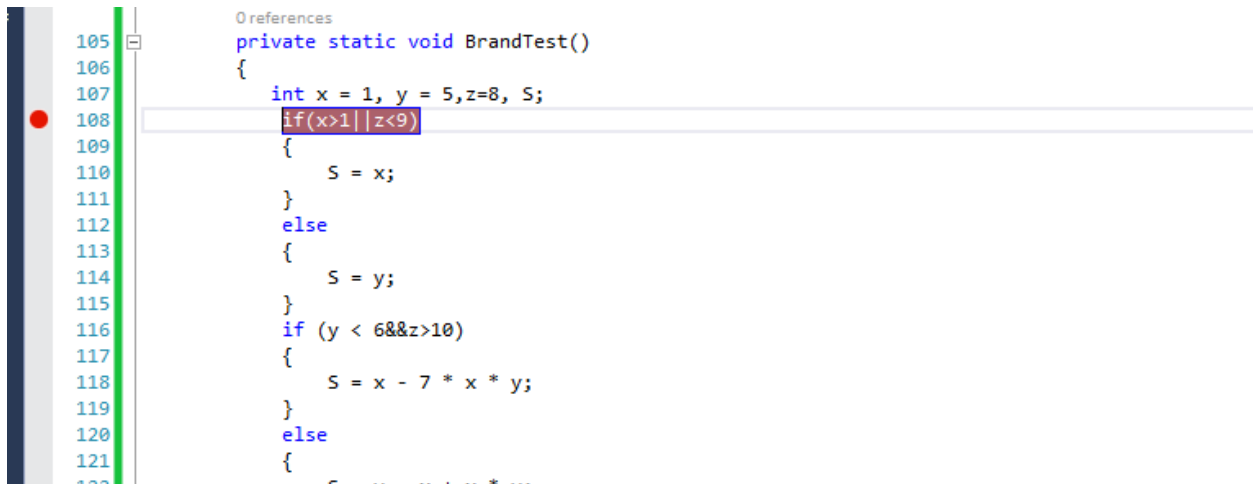 0 references
105 private static void BrandTest()
106 {
107 int x = 1, y = 5,z=8, S;
108 if(x>1||z<9)
109 {
110 S = x;
111 }
112 else
113 {
114 S = y;
115 }
116 if (y < 6&&z>10)
117 {
118 S = x - 7 * x * y;
119 }
120 else
121 {